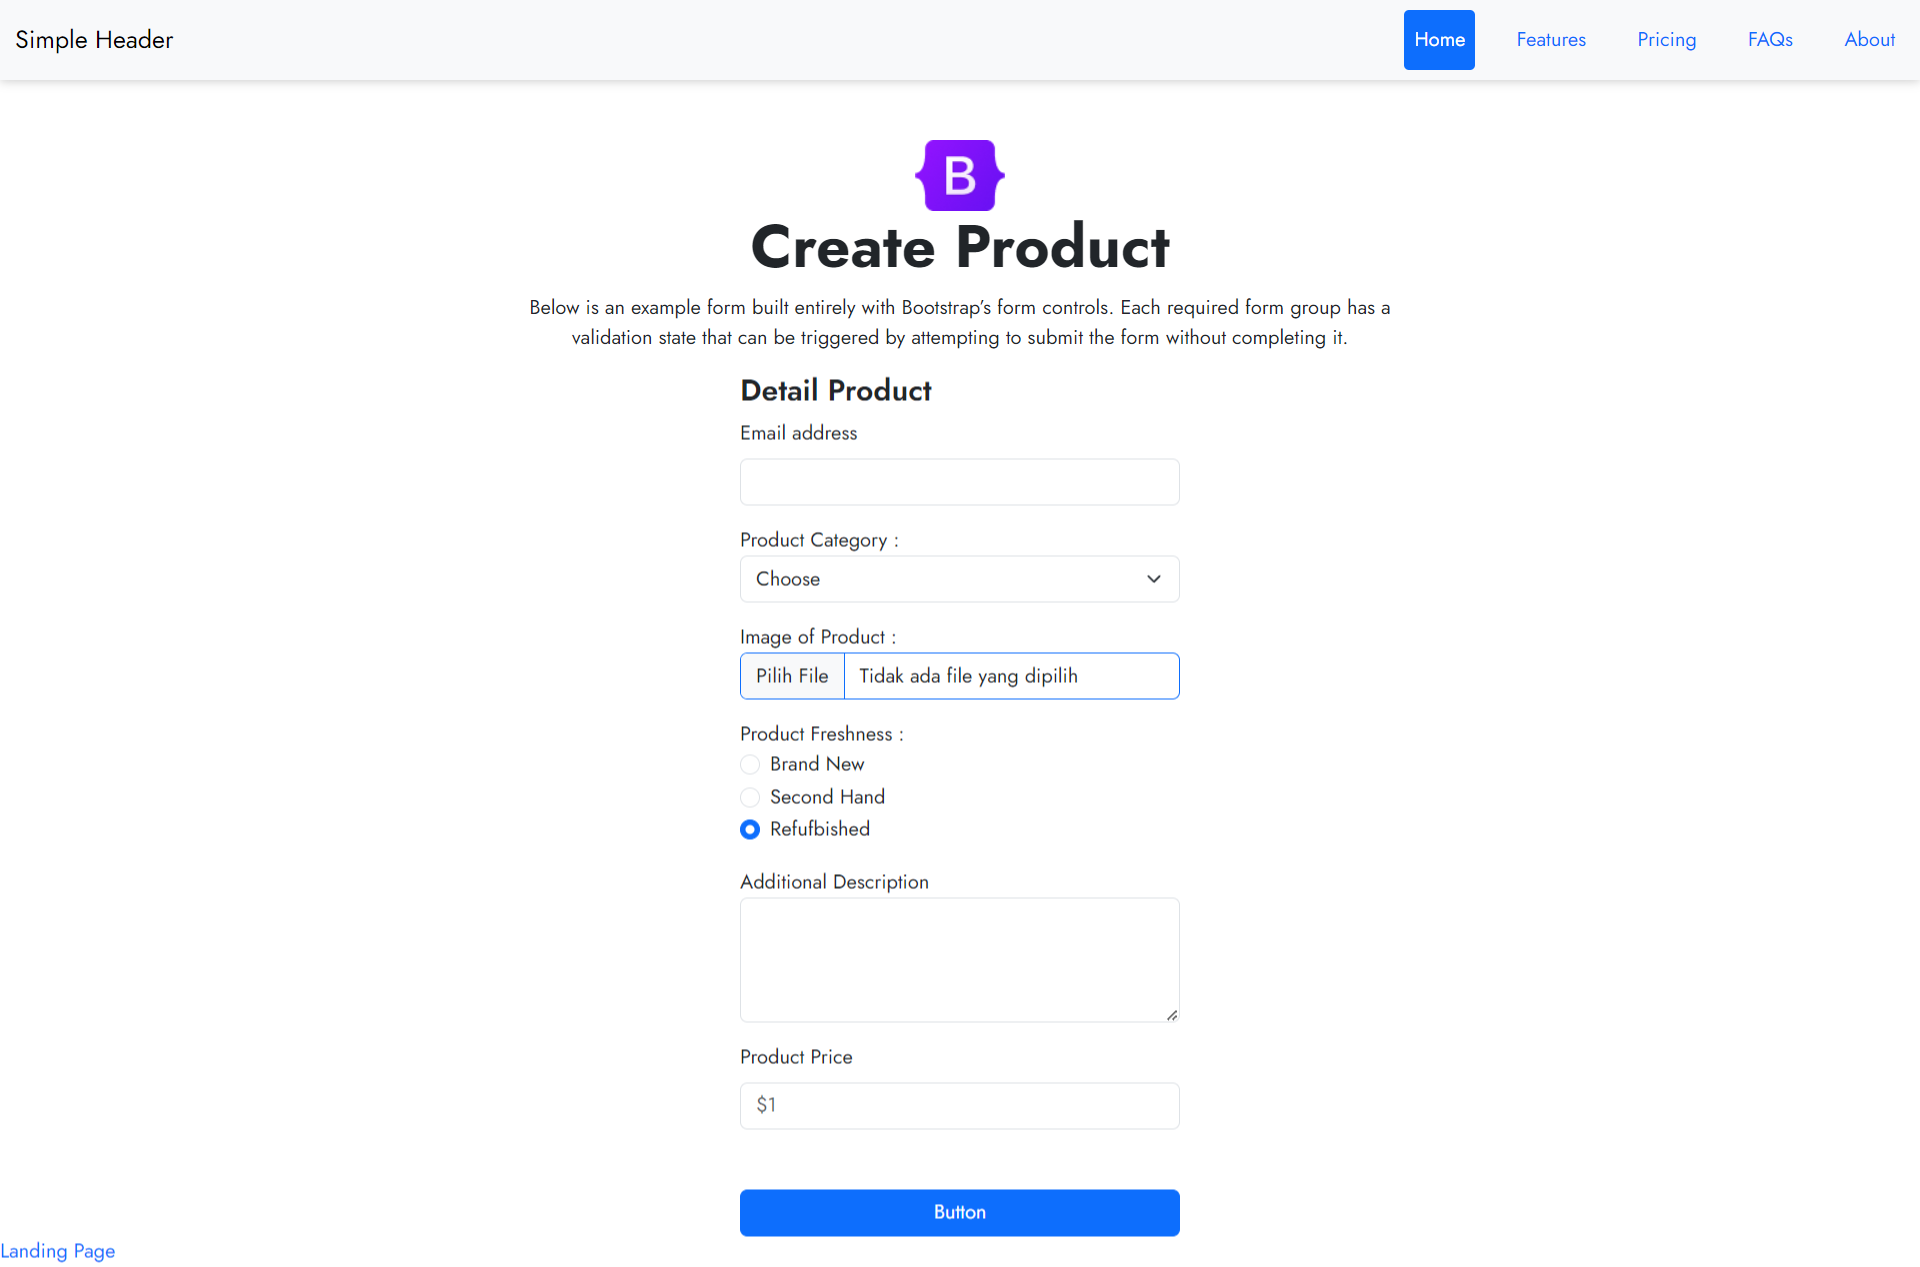 Simple Header
Home
Features
Pricing
FAQs
About
B
Create Product
Below is an example form built entirely with Bootstrap’s form controls. Each required form group has a
validation state that can be triggered by attempting to submit the form without completing it.
Detail Product
Email address
Product Category :
Choose
Image of Product :
Pilih File
Tidak ada file yang dipilih
Product Freshness :
Brand New
Second Hand
Refufbished
Additional Description
Product Price
$1
Button
Landing Page